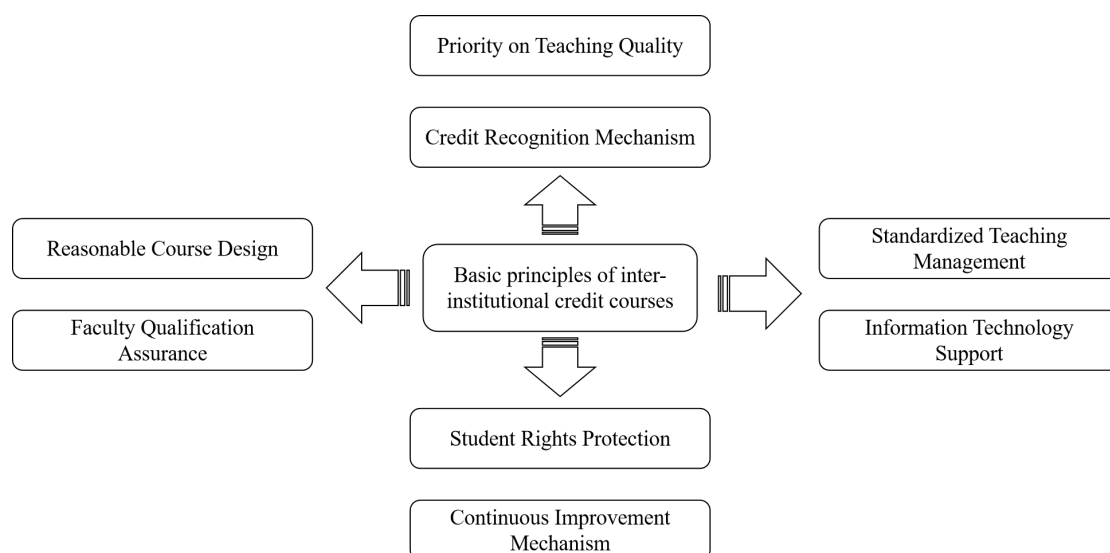 Priority on Teaching Quality
Credit Recognition Mechanism
Reasonable Course Design
Faculty Qualification
Assurance
Basic principles of inter-
institutional credit courses
Standardized Teaching
Management
Information Technology
Support
Student Rights Protection
Continuous Improvement
Mechanism